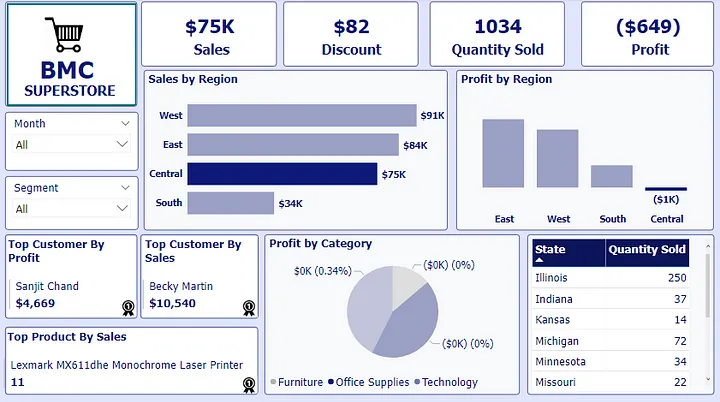 BMC
SUPERSTORE
$75K
Sales
$82
Discount
1034
Quantity Sold
($649)
Profit
Month
All
Segment
All
Sales by Region
West
$91K
East
$84K
Central
$75K
South
$34K
Profit by Region
($1K)
East West South Central
Top Customer By
Profit
Sanjit Chand
$4,669
1
Top Customer By
Sales
Becky Martin
$10,540
1
Top Product By Sales
Lexmark MX611dhe Monochrome Laser Printer
11
1
Profit by Category
$0K (0.34%)
($0K) (0%)
($0K) (0%)
Furniture Office Supplies Technology
State Quantity Sold
Illinois 250
Indiana 37
Kansas 14
Michigan 72
Minnesota 34
Missouri 22